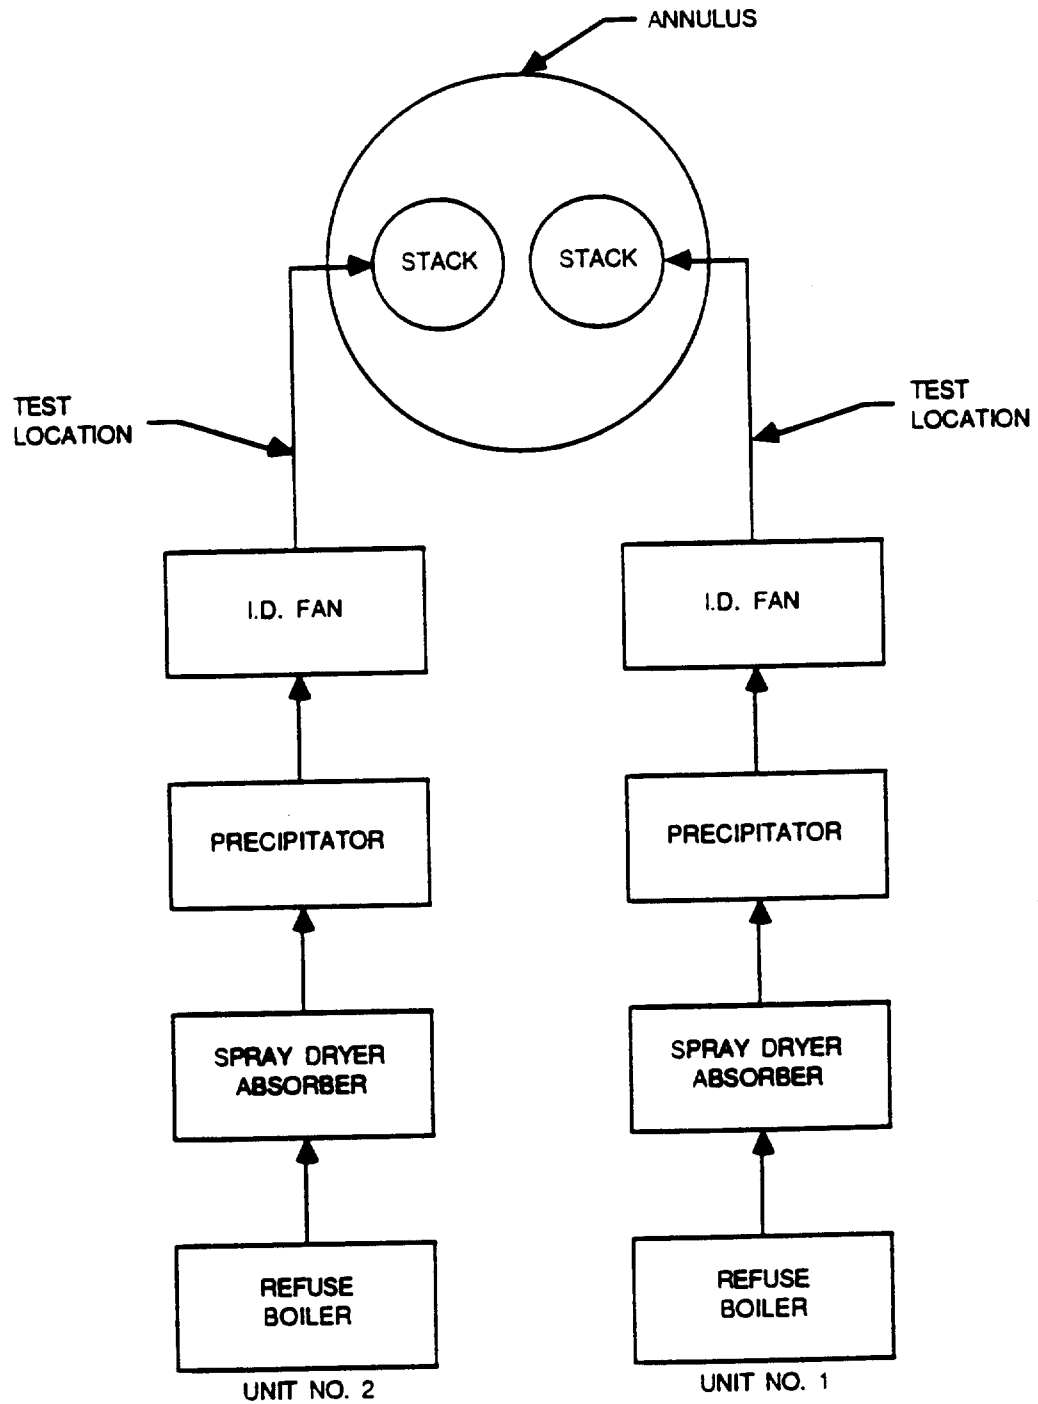 ANNULUS
STACK
STACK
TEST
LOCATION
TEST
LOCATION
I.D. FAN
I.D. FAN
PRECIPITATOR
PRECIPITATOR
SPRAY DRYER
ABSORBER
SPRAY DRYER
ABSORBER
REFUSE
BOILER
REFUSE
BOILER
UNIT NO. 2
UNIT NO. 1